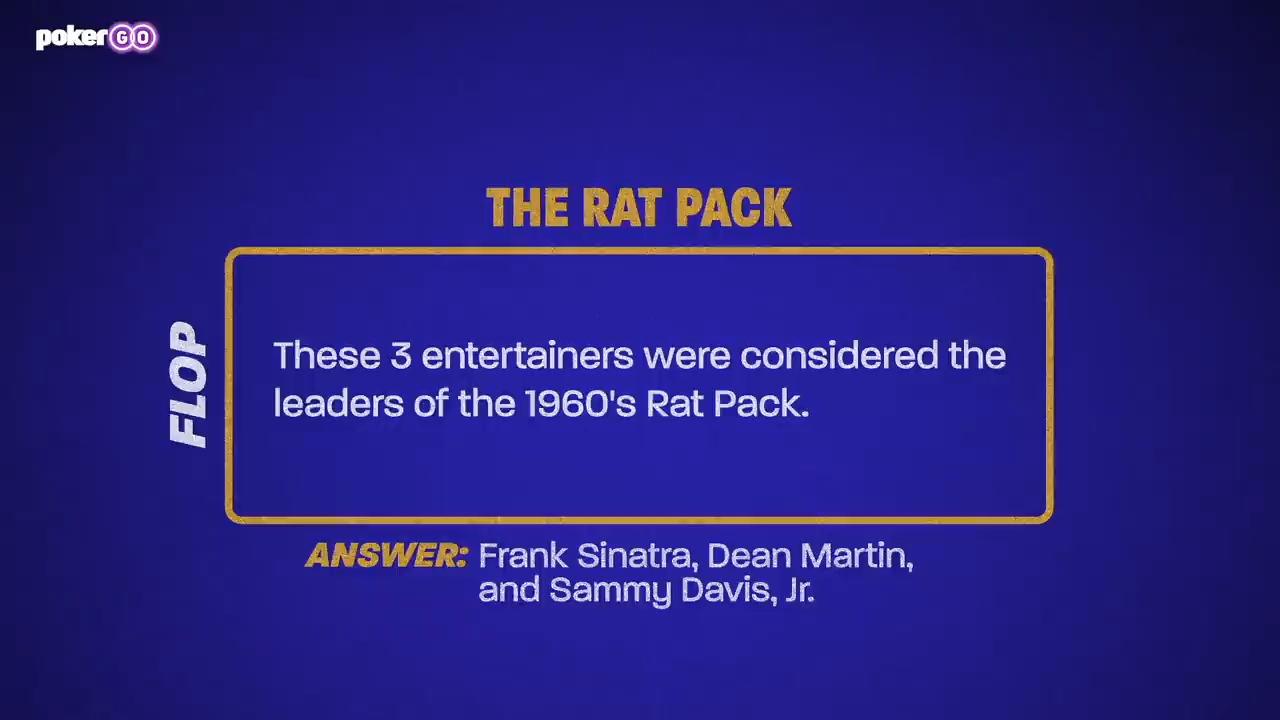 pokerGO
THE RAT PACK
FLOP
These 3 entertainers were considered the
leaders of the 1960's Rat Pack.
ANSWER: Frank Sinatra, Dean Martin,
and Sammy Davis, Jr.